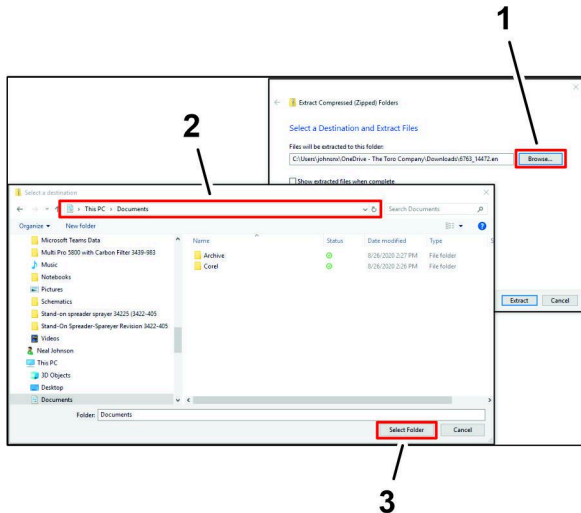 1
2
Extract Compressed (Zipped) Folders
Select a Destination and Extract Files
Files will be extracted to this folder:
C:\Users\johnonx\OneDrive - The Toro Company\Downloads\6763_14472.en
Browse...
Show extracted files when complete
Select a destination
This PC › Documents
Search Documents
Organize
New folder
Microsoft Teams Data
Multi Pro 5800 with Carbon Filter 3439-983
Music
Notebooks
Pictures
Schematics
Stand-on spreader sprayer 34225 (3422-405
Stand-On Spreader-Spareyer Revision 3422-405
Videos
Neal Johnson
This PC
3D Objects
Desktop
Documents
Name
Status
Date modified
Type
S
Archive
8/26/2020 2:27 PM
File folder
Corel
8/26/2020 2:26 PM
File folder
Extract
Cancel
Folder:
Documents
Select Folder
Cancel
3